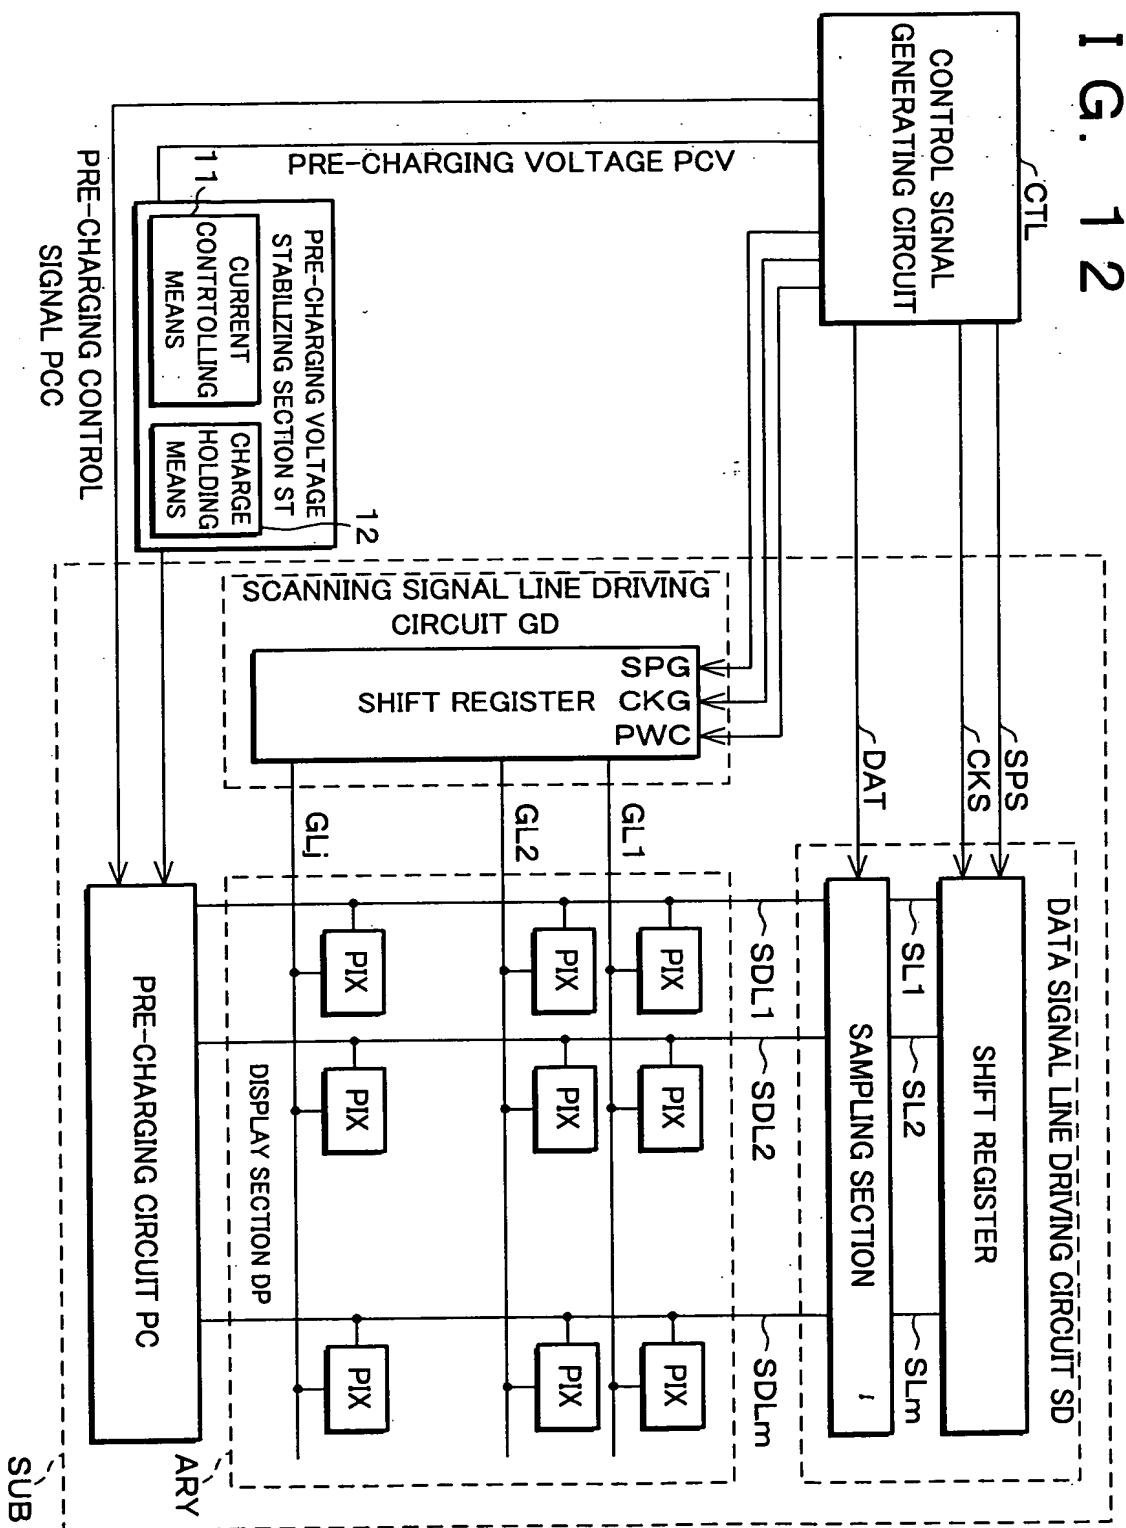 I G. 1 2
CONTROL SIGNAL
GENERATING CIRCUIT
CTL
PRE-CHARGING VOLTAGE PCV
PRE-CHARGING CONTROL
SIGNAL PCC
PRE-CHARGING VOLTAGE
STABILIZING SECTION ST
11
CURRENT
CONTRTOLLING
MEANS
12
CHARGE
HOLDING
MEANS
SCANNING SIGNAL LINE DRIVING
CIRCUIT GD
SHIFT REGISTER
SPG
CKG
PWC
SPS
CKS
DAT
DATA SIGNAL LINE DRIVING CIRCUIT SD
SHIFT REGISTER
SL1
SL2
SLm
SAMPLING SECTION
SDL1
SDL2
SDLm
GL1
PIX
PIX
PIX
GL2
PIX
PIX
PIX
GLj
PIX
PIX
PIX
DISPLAY SECTION DP
PRE-CHARGING CIRCUIT PC
ARY
SUB